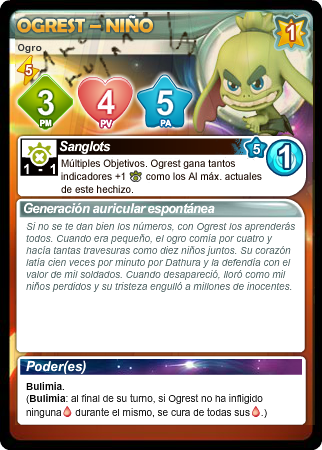 OGREST – NIÑO
Ogro
1
5
3
PM
4
PV
5
PA
Sanglots
5
1
1 - 1
Múltiples Objetivos. Ogrest gana tantos
indicadores +1 como los Al máx. actuales
de este hechizo.
Generación auricular espontánea
Si no se te dan bien los números, con Ogrest los aprenderás
todos. Cuando era pequeño, el ogro comía por cuatro y
hacía tantas travesuras como diez niños juntos. Su corazón
latía cien veces por minuto por Dathura y la defendía con el
valor de mil soldados. Cuando desapareció, lloró como mil
niños perdidos y su tristeza engulló a millones de inocentes.
Poder(es)
Bulimia.
(Bulimia: al final de su turno, si Ogrest no ha infligido
ninguna durante el mismo, se cura de todas sus .)